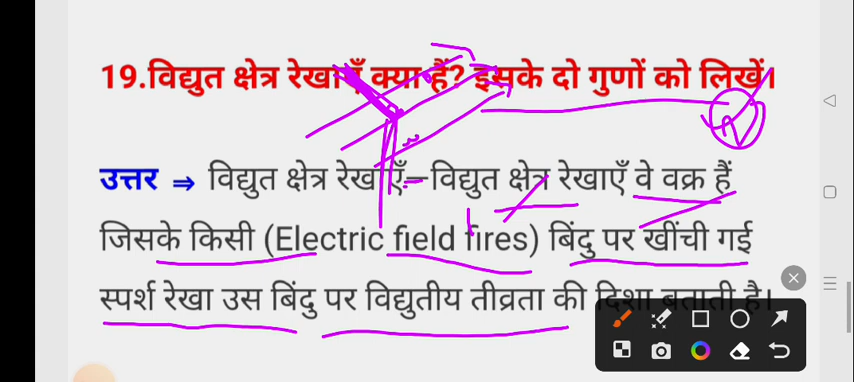 19.विद्युत क्षेत्र रेखाएँ क्या हैं? इसके दो गुणों को लिखें।
उत्तर ⇒ विद्युत क्षेत्र रेखाएँ–विद्युत क्षेत्र रेखाएँ वे वक्र हैं
जिसके किसी (Electric field fires) बिंदु पर खींची गई
स्पर्श रेखा उस बिंदु पर विद्युतीय तीव्रता की दिशा बताती है।